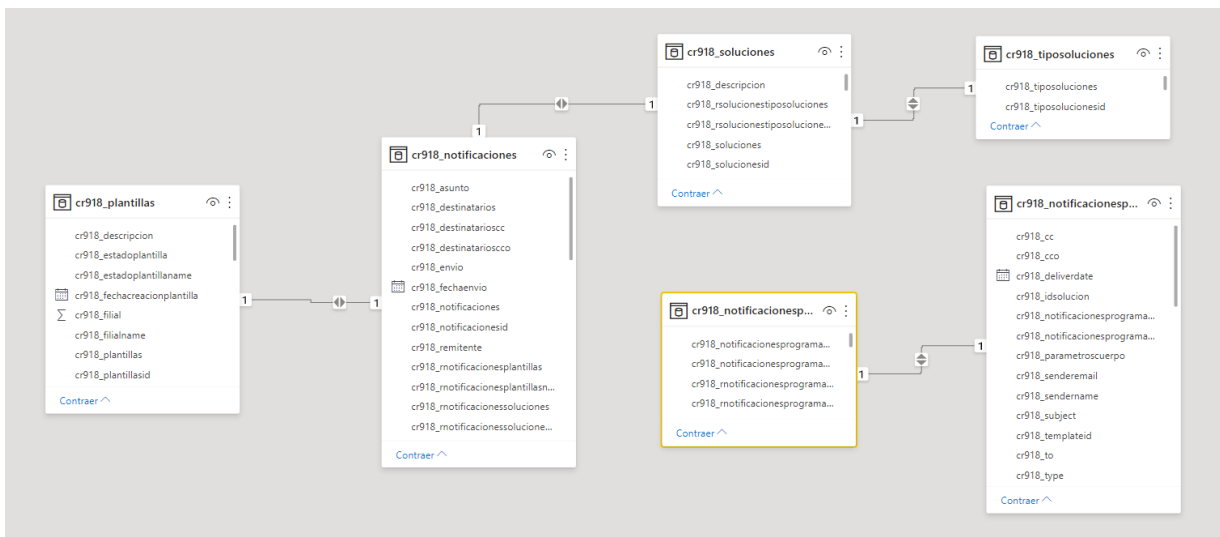 cr918_plantillas
cr918_descripcion
cr918_estadoplantilla
cr918_estadoplantillaname
cr918_fechacreacionplantilla
cr918_filial
cr918_filialname
cr918_plantillas
cr918_plantillasid
Contraer
1
1
cr918_notificaciones
cr918_asunto
cr918_destinatarios
cr918_destinatarioscc
cr918_destinatarioscco
cr918_envio
cr918_fechaenvio
cr918_notificaciones
cr918_notificacionesid
cr918_remitente
cr918_rnotificacionesplantillas
cr918_rnotificacionesplantillasn...
cr918_rnotificacionessoluciones
cr918_rnotificacionessolucione...
Contraer
1
1
cr918_soluciones
cr918_descripcion
cr918_rsolucionestiposoluciones
cr918_rsolucionestiposolucione...
cr918_soluciones
cr918_solucionesid
Contraer
1
1
cr918_tiposoluciones
cr918_tiposoluciones
cr918_tiposolucionesid
Contraer
cr918_notificacionesp...
cr918_notificacionesprograma...
cr918_notificacionesprograma...
cr918_rnotificacionesprograma...
cr918_rnotificacionesprograma...
Contraer
1
1
cr918_notificacionesp...
cr918_cc
cr918_cco
cr918_deliverdate
cr918_idsolucion
cr918_notificacionesprograma...
cr918_notificacionesprograma...
cr918_parametroscuerpo
cr918_senderemail
cr918_sendername
cr918_subject
cr918_templateid
cr918_to
cr918_type
Contraer